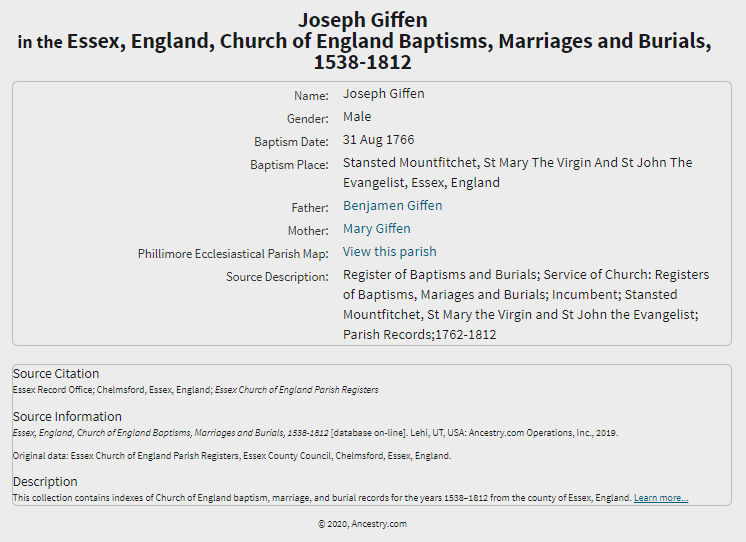 Joseph Giffen
in the Essex, England, Church of England Baptisms, Marriages and Burials,
1538-1812
Name: Joseph Giffen
Gender: Male
Baptism Date: 31 Aug 1766
Baptism Place: Stansted Mountfitchet, St Mary The Virgin And St John The
Evangelist, Essex, England
Father: Benjamen Giffen
Mother: Mary Giffen
Phillimore Ecclesiastical Parish Map: View this parish
Source Description: Register of Baptisms and Burials; Service of Church: Registers
of Baptisms, Mariages and Burials; Incumbent; Stansted
Mountfitchet, St Mary the Virgin and St John the Evangelist;
Parish Records;1762-1812
Source Citation
Essex Record Office; Chelmsford, Essex, England; Essex Church of England Parish Registers
Source Information
Essex, England, Church of England Baptisms, Marriages and Burials, 1538-1812 [database on-line]. Lehi, UT, USA: Ancestry.com Operations, Inc., 2019.
Original data: Essex Church of England Parish Registers, Essex County Council, Chelmsford, Essex, England.
Description
This collection contains indexes of Church of England baptism, marriage, and burial records for the years 1538–1812 from the county of Essex, England. Learn more...
© 2020, Ancestry.com